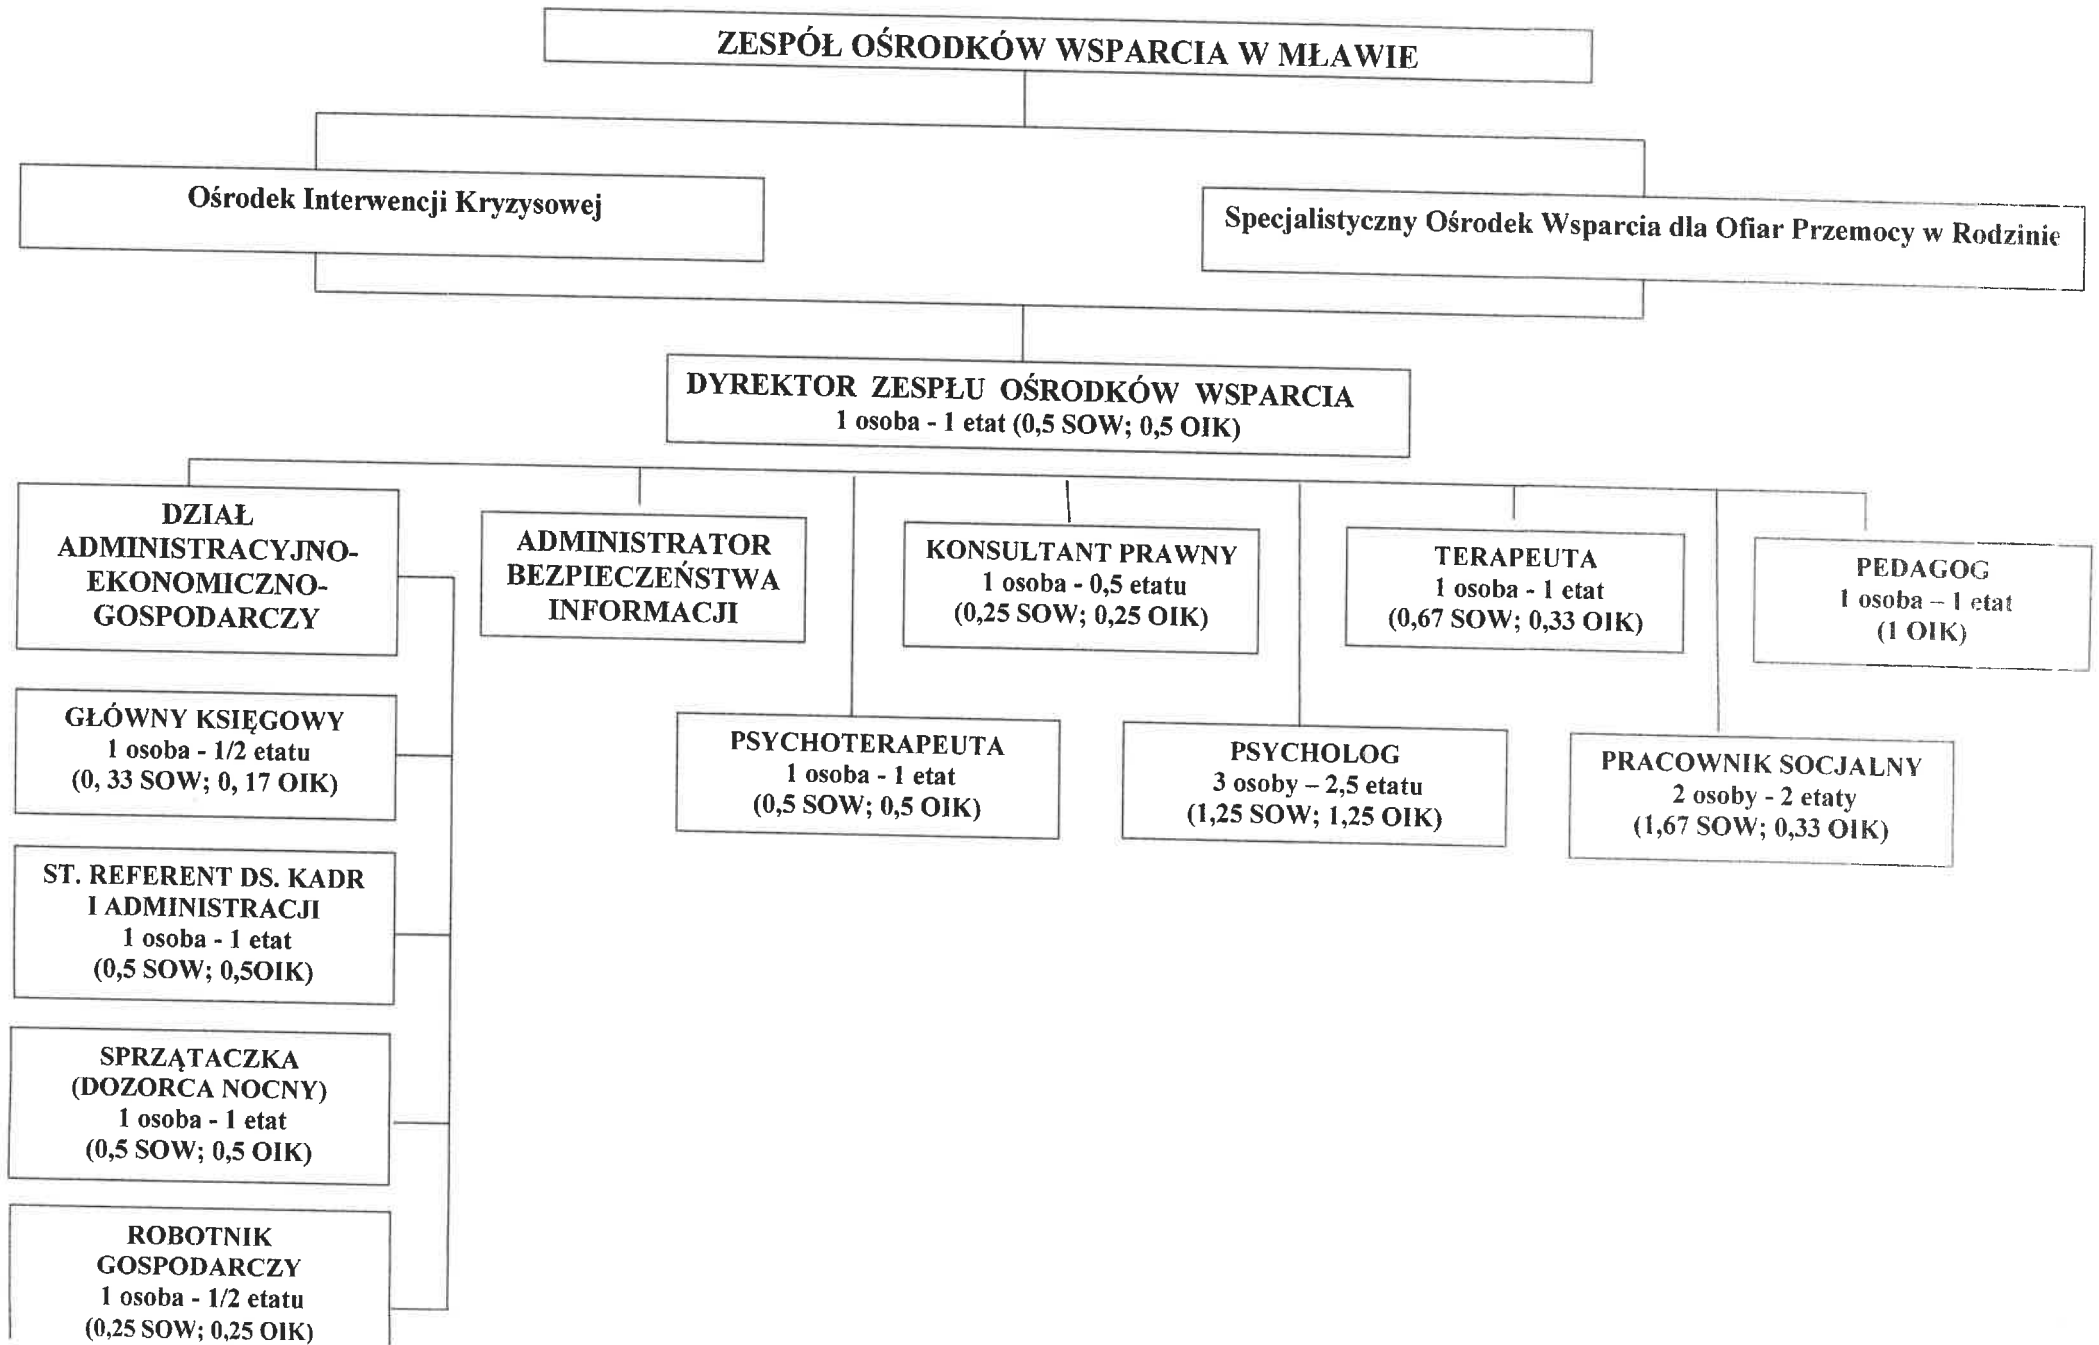 ZESPÓŁ OŚRODKÓW WSPARCIA W MŁAWIE
Ośrodek Interwencji Kryzysowej
Specjalistyczny Ośrodek Wsparcia dla Ofiar Przemocy w Rodzinie
DYREKTOR ZESPŁU OŚRODKÓW WSPARCIA
1 osoba - 1 etat (0,5 SOW; 0,5 OIK)
DZIAŁ
ADMINISTRACYJNO-
EKONOMICZNO-
GOSPODARCZY
ADMINISTRATOR
BEZPIECZEŃSTWA
INFORMACJI
KONSULTANT PRAWNY
1 osoba - 0,5 etatu
(0,25 SOW; 0,25 OIK)
TERAPEUTA
1 osoba - 1 etat
(0,67 SOW; 0,33 OIK)
PEDAGOG
1 osoba – 1 etat
(1 OIK)
GŁÓWNY KSIĘGOWY
1 osoba - 1/2 etatu
(0, 33 SOW; 0, 17 OIK)
PSYCHOTERAPEUTA
1 osoba - 1 etat
(0,5 SOW; 0,5 OIK)
PSYCHOLOG
3 osoby – 2,5 etatu
(1,25 SOW; 1,25 OIK)
PRACOWNIK SOCJALNY
2 osoby - 2 etaty
(1,67 SOW; 0,33 OIK)
ST. REFERENT DS. KADR
I ADMINISTRACJI
1 osoba - 1 etat
(0,5 SOW; 0,5OIK)
SPRZĄTACZKA
(DOZORCA NOCNY)
1 osoba - 1 etat
(0,5 SOW; 0,5 OIK)
ROBOTNIK
GOSPODARCZY
1 osoba - 1/2 etatu
(0,25 SOW; 0,25 OIK)